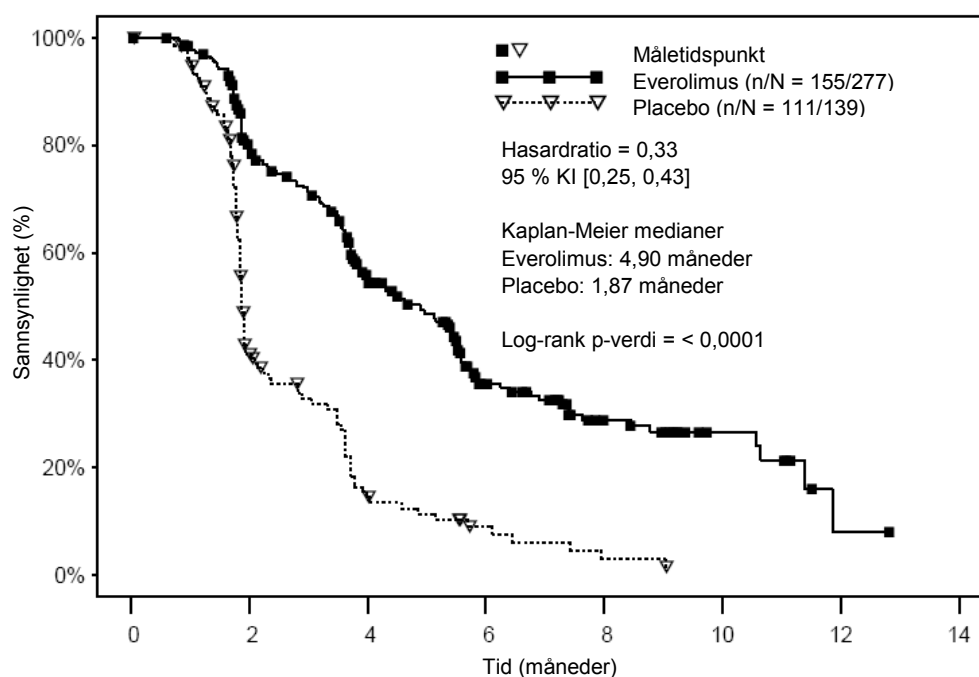 Måletidspunkt
Everolimus (n/N = 155/277)
Placebo (n/N = 111/139)
Hasardratio = 0,33
95 % KI [0,25, 0,43]
Kaplan-Meier medianer
Everolimus: 4,90 måneder
Placebo: 1,87 måneder
Log-rank p-verdi = < 0,0001
Sannsynlighet (%)
100%
80%
60%
40%
20%
0%
0 2 4 6 8 10 12 14
Tid (måneder)